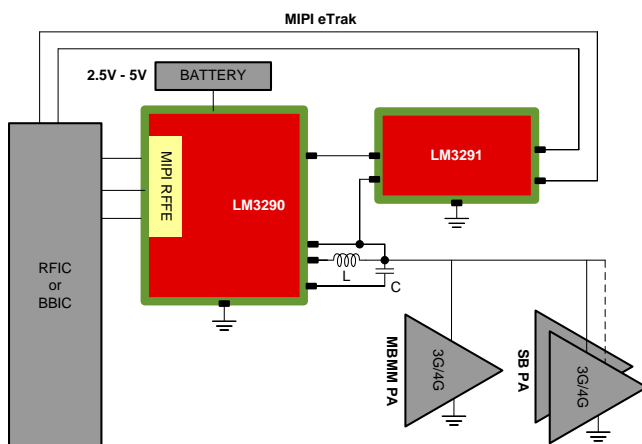 MIPI eTrak
2.5V - 5V
BATTERY
MIPI RFFE
LM3290
LM3291
RFIC
or
BBIC
L
C
MBMM PA
3G/4G
SB PA
3G/4G